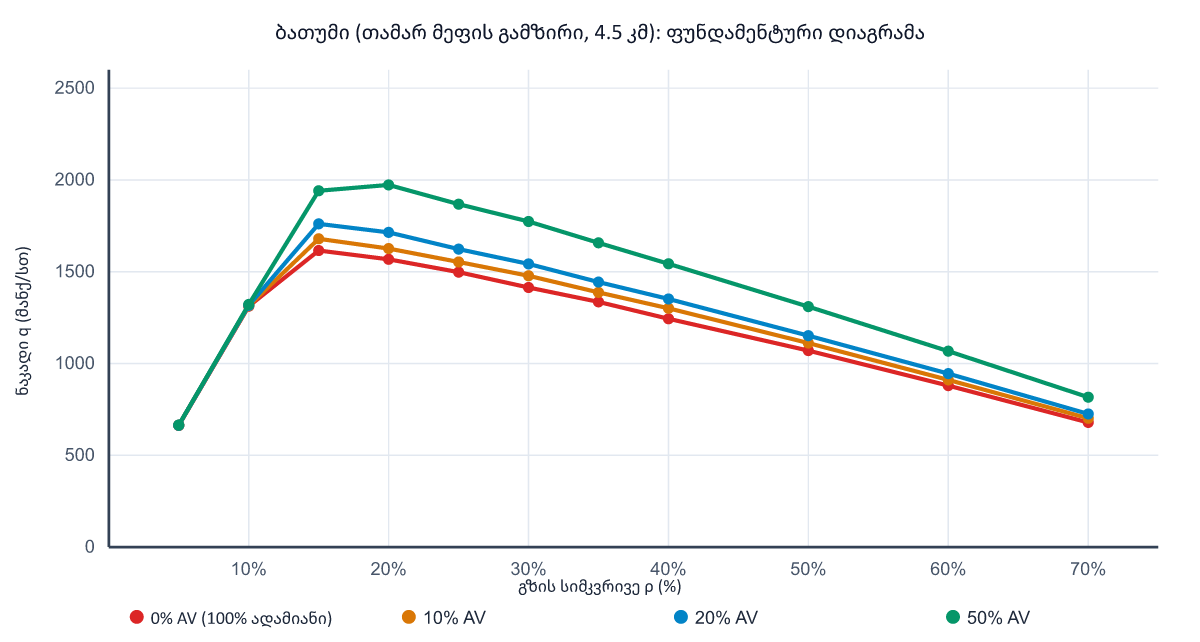 ბათუმი (თამარ მეფის გამზირი, 4.5 კმ): ფუნდამენტური დიაგრამა
ნაკადი q (მანქ/სთ)
2500
2000
1500
1000
500
0
10% 20% 30% 40% 50% 60% 70%
გზის სიმკვრივე ρ (%)
0% AV (100% ადამიანი) 10% AV 20% AV 50% AV